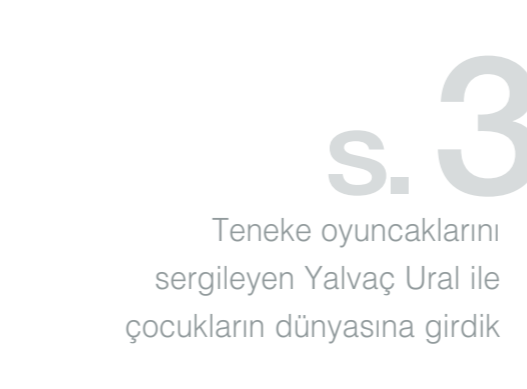 s. 3
Teneke oyuncaklarını
sergileyen Yalvaç Ural ile
çocukların dünyasına girdik